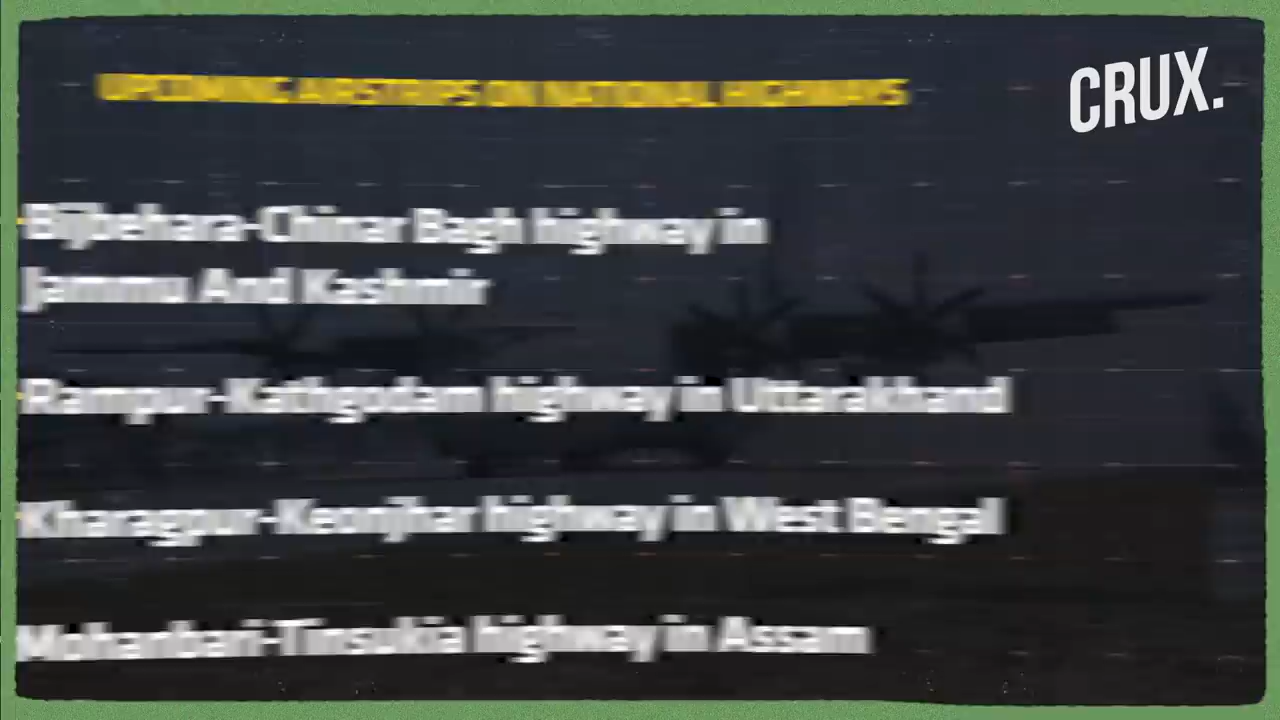 CRUX.
UPCOMING AIRSTRIPS ON NATIONAL HIGHWAYS
Bijbehara-Chinar Bagh highway in
Jammu And Kashmir
Rampur-Kathgodam highway in Uttarakhand
Kharagpur-Keonjhar highway in West Bengal
Mohanbari-Tinsukia highway in Assam